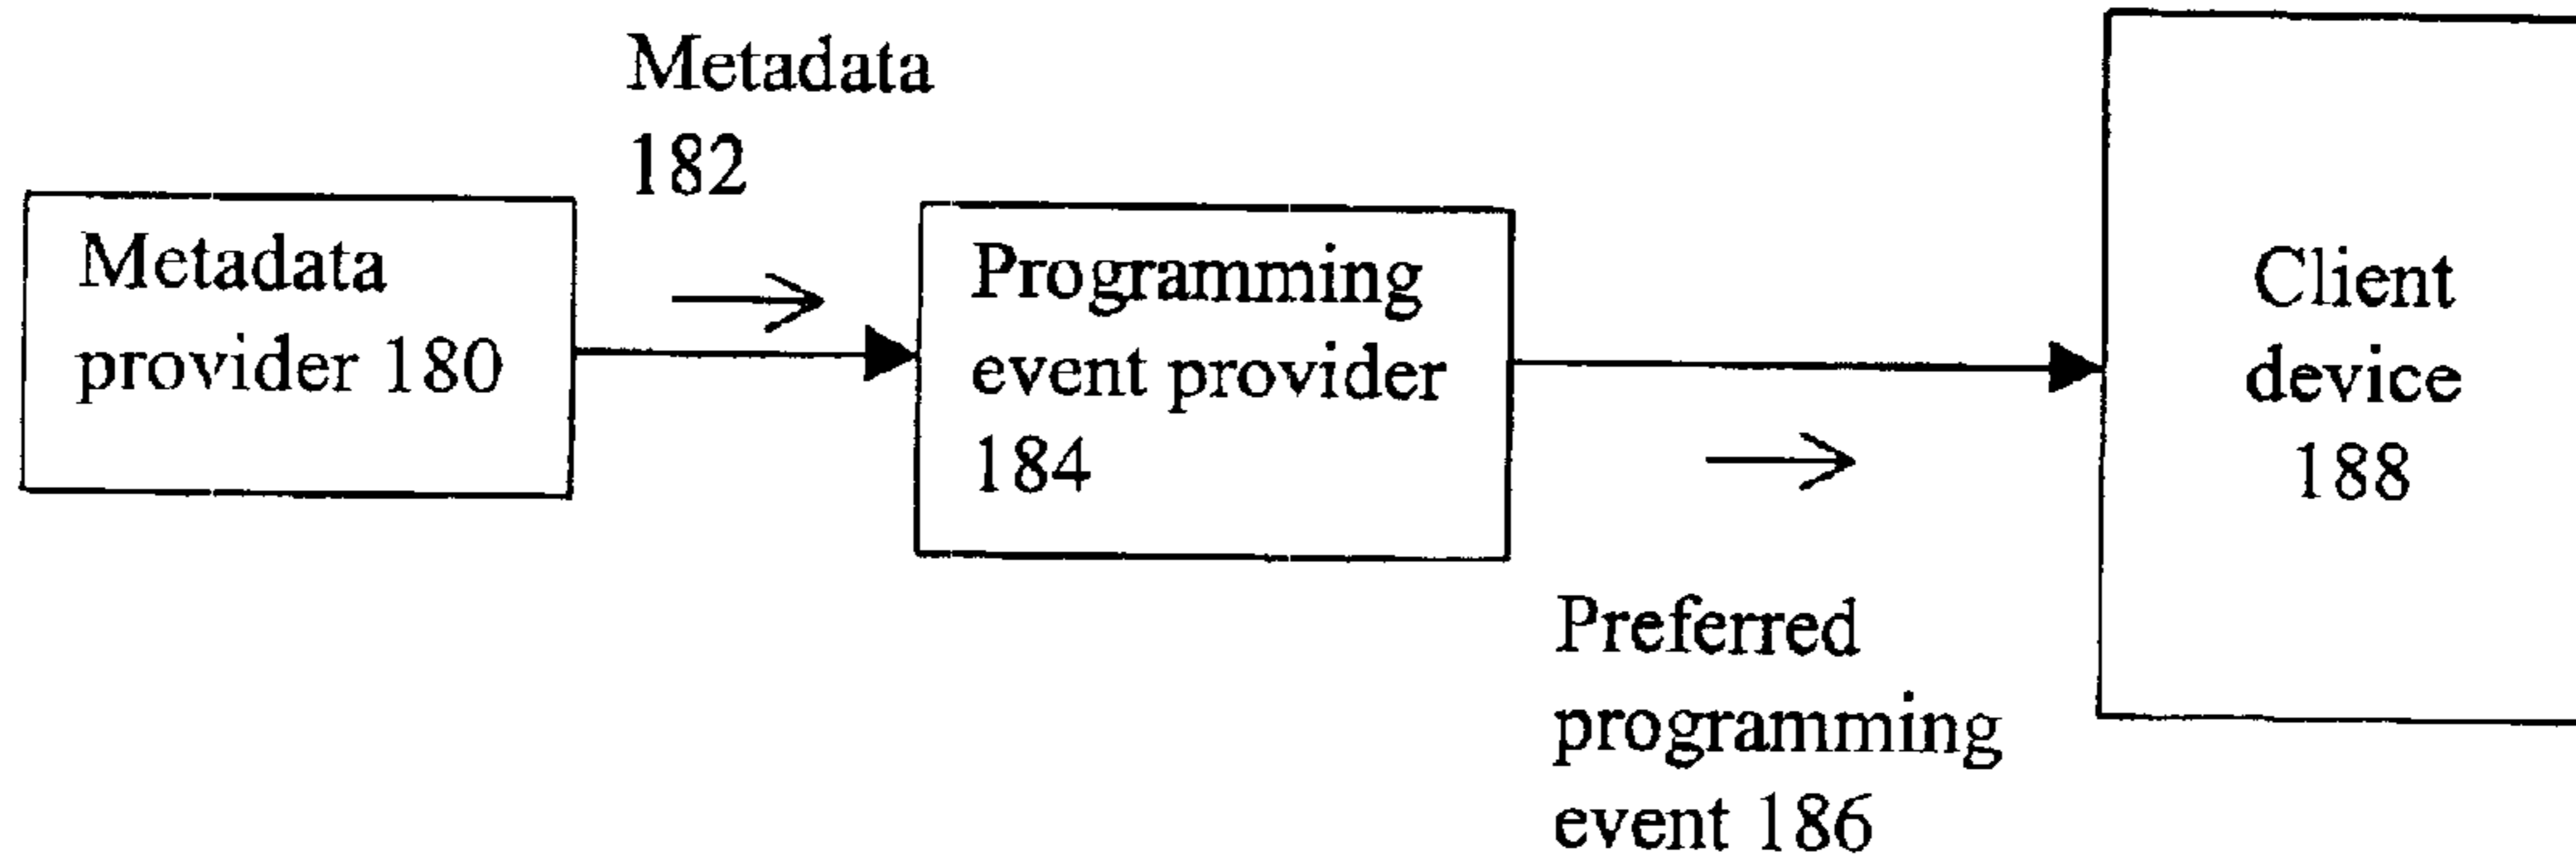 Metadata
182
Metadata
provider 180
Programming
event provider
184
Client
device
188
Preferred
programming
event 186